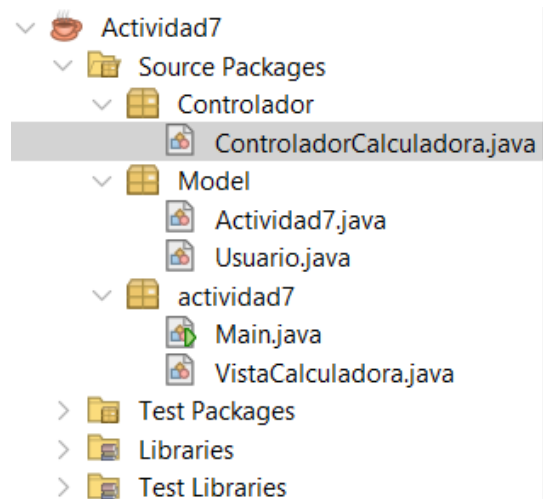 Actividad7
Source Packages
Controlador
ControladorCalculadora.java
Model
Actividad7.java
Usuario.java
actividad7
Main.java
VistaCalculadora.java
Test Packages
Libraries
Test Libraries